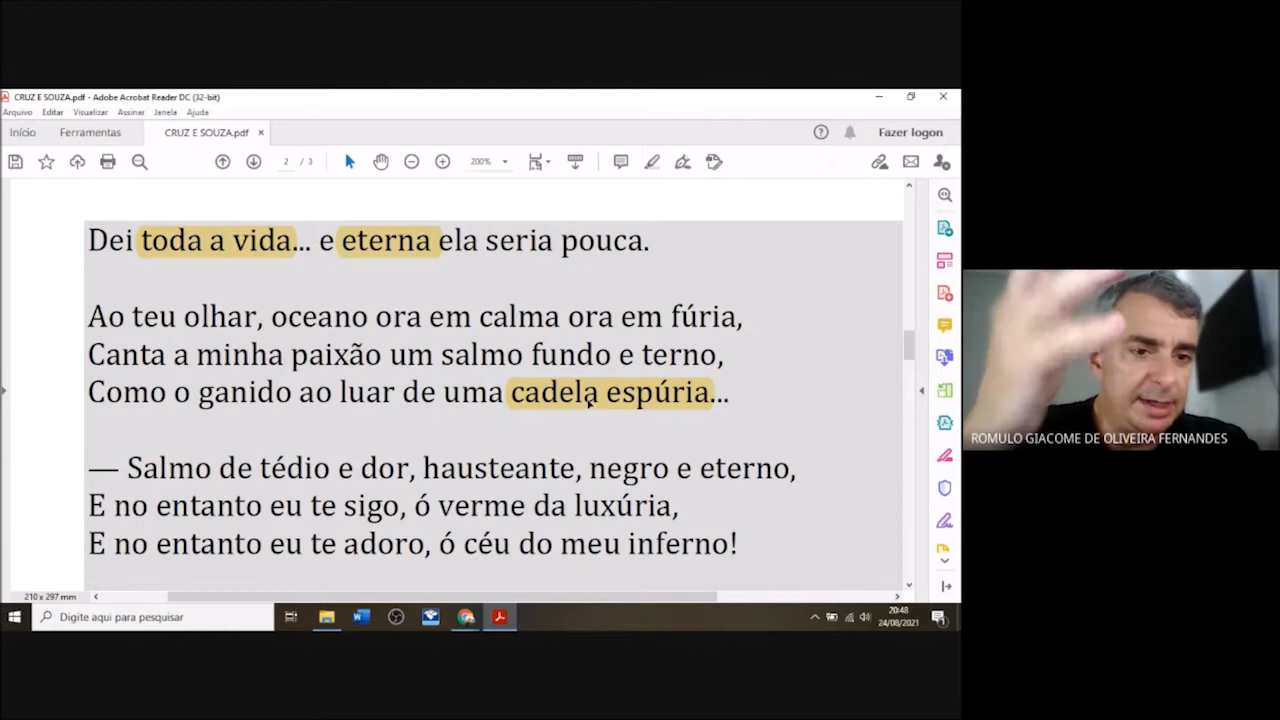 CRUZ E SOUZA.pdf - Adobe Acrobat Reader DC (32-bit)
Arquivo Editar Visualizar Assinar Janela Ajuda
Início Ferramentas CRUZ E SOUZA.pdf × Fazer logon
2 / 3 200%
Dei toda a vida... e eterna ela seria pouca.
Ao teu olhar, oceano ora em calma ora em fúria,
Canta a minha paixão um salmo fundo e terno,
Como o ganido ao luar de uma cadela espúria...
— Salmo de tédio e dor, hausteante, negro e eterno,
E no entanto eu te sigo, ó verme da luxúria,
E no entanto eu te adoro, ó céu do meu inferno!
ROMULO GIACOME DE OLIVEIRA FERNANDES
210 x 297 mm
Digite aqui para pesquisar
20:48
24/08/2021